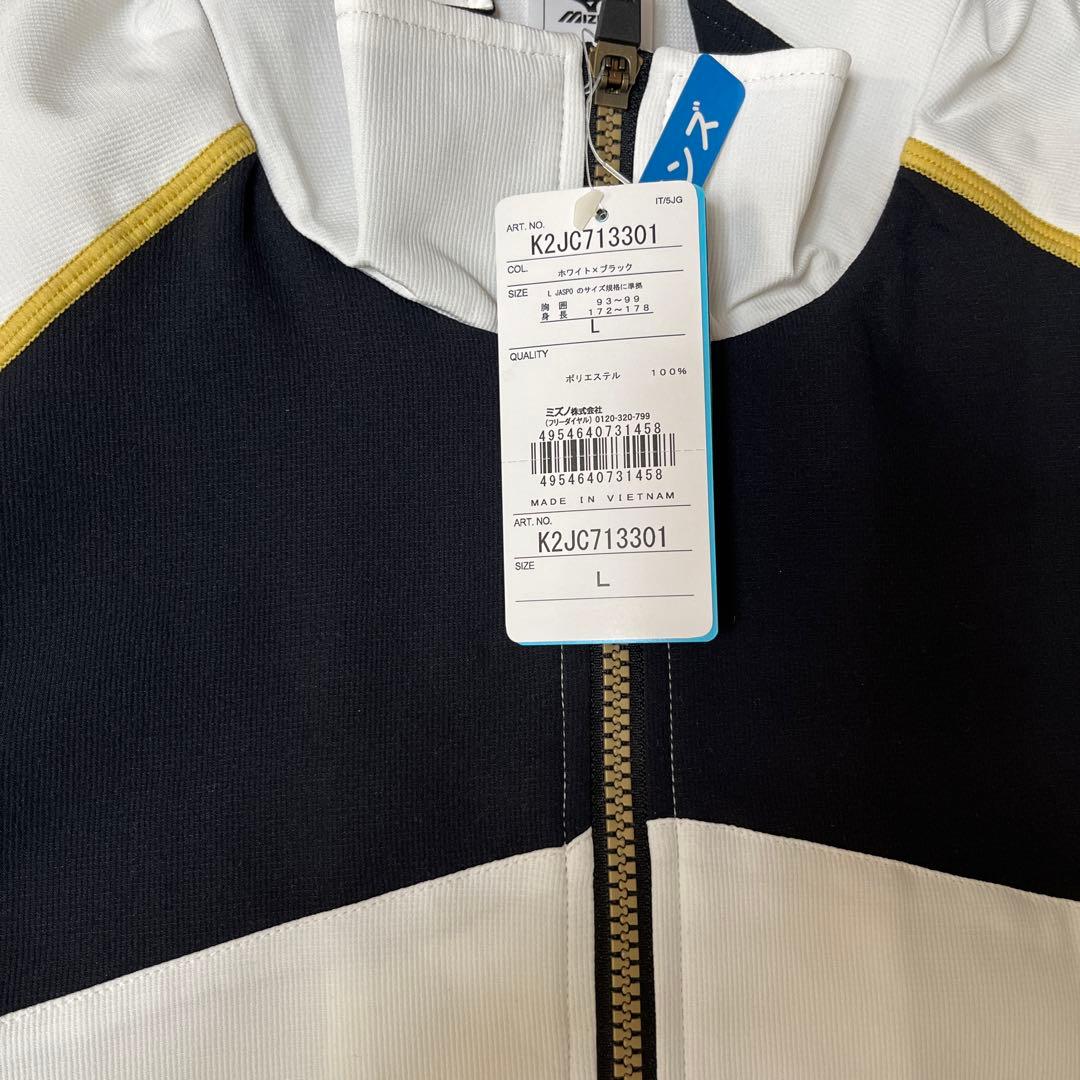 ンズ
IT/5JG
ART. NO.
K2JC713301
COL. ホワイト×ブラック
SIZE L JASPO のサイズ規格に準拠
胸囲 93~99
身長 172~178
L
QUALITY
ポリエステル 100%
ミズノ株式会社
(フリーダイヤル) 0120-320-799
4954640731458
4954640731458
MADE IN VIETNAM
ART. NO.
K2JC713301
SIZE
L